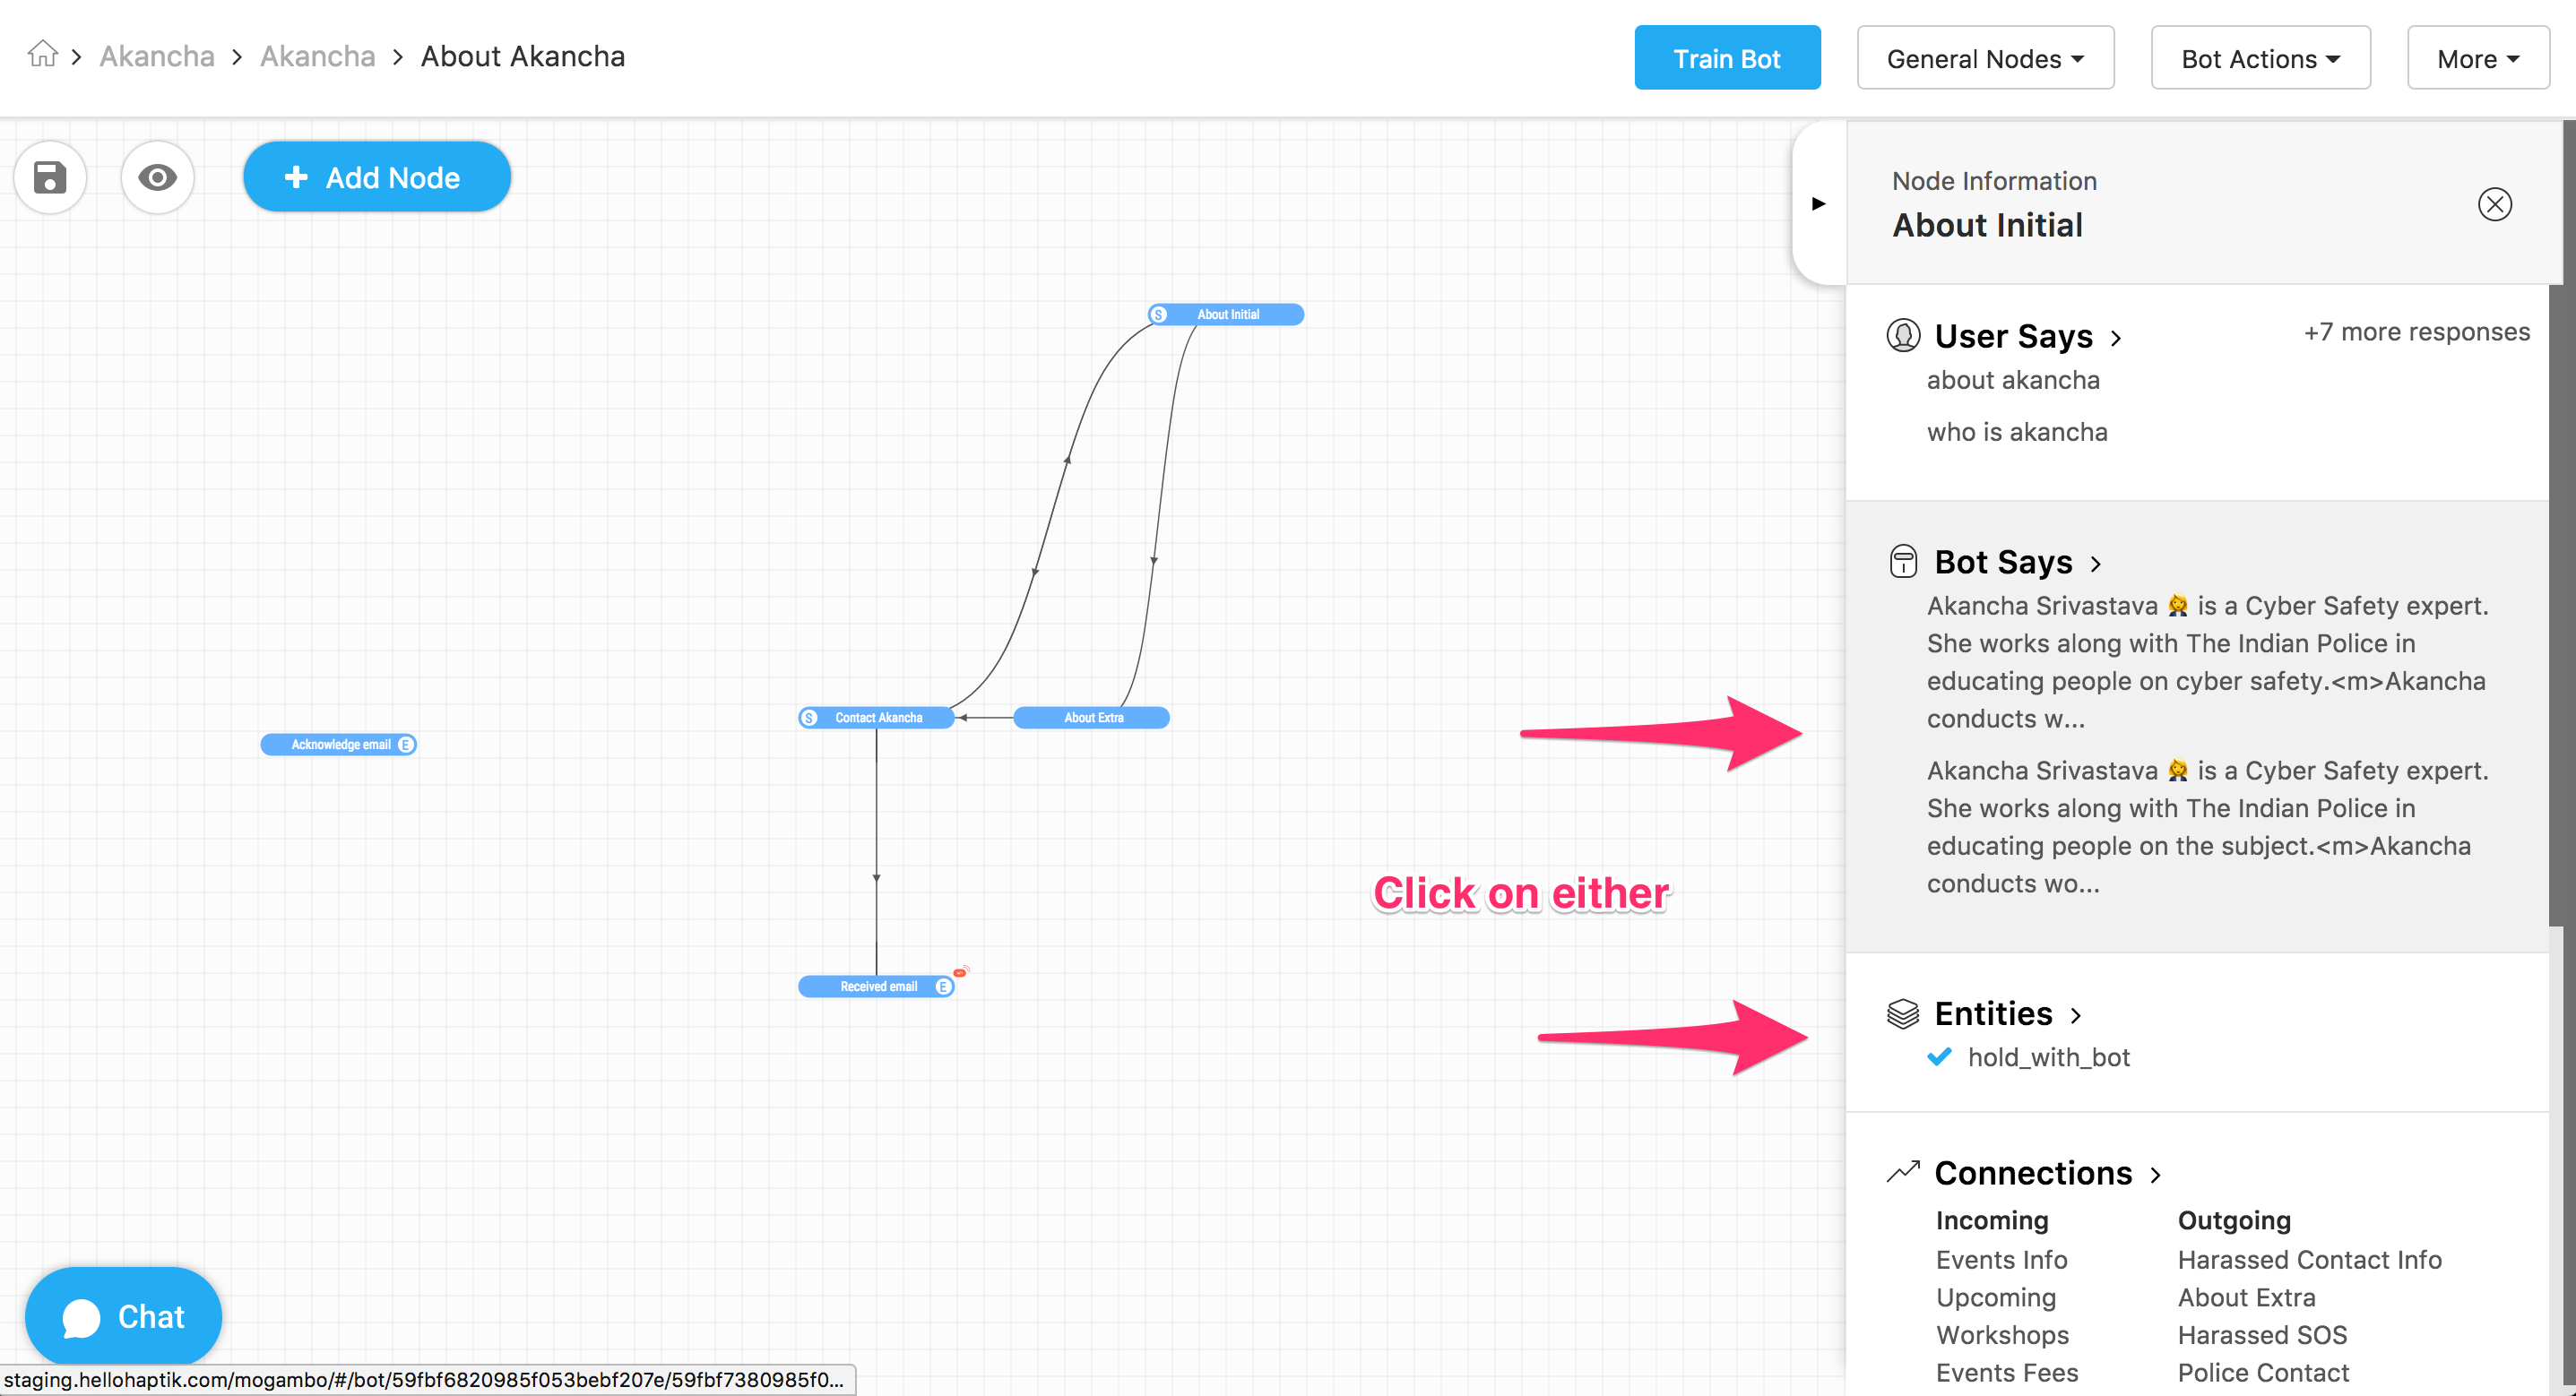 Akancha > Akancha > About Akancha
Train Bot
General Nodes
Bot Actions
More
Add Node
Node Information
About Initial
User Says >
+7 more responses
about akancha
who is akancha
Bot Says >
Akancha Srivastava 👩‍💼 is a Cyber Safety expert.
She works along with The Indian Police in
educating people on cyber safety.<m>Akancha
conducts w...
Akancha Srivastava 👩‍💼 is a Cyber Safety expert.
She works along with The Indian Police in
educating people on the subject.<m>Akancha
conducts wo...
Entities >
hold_with_bot
Connections >
Incoming
Outgoing
Events Info
Harassed Contact Info
Upcoming
About Extra
Workshops
Harassed SOS
Events Fees
Police Contact
S About Initial
S Contact Akancha
About Extra
Acknowledge email E
Received email E
Click on either
Chat
staging.hellohaptik.com/mogambo/#/bot/59fbf6820985f053bebf207e/59fbf7380985f0...